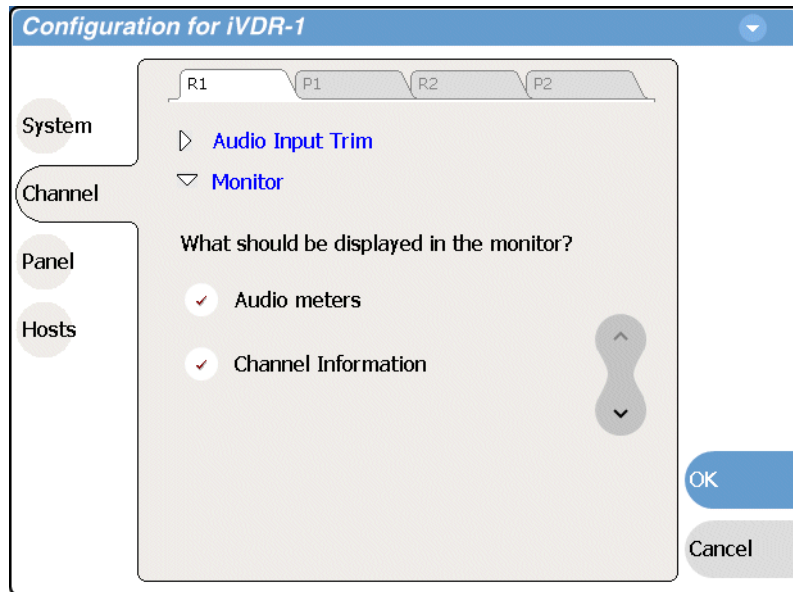 Configuration for iVDR-1
R1 P1 R2 P2
System
Channel
Panel
Hosts
Audio Input Trim
Monitor
What should be displayed in the monitor?
Audio meters
Channel Information
OK
Cancel